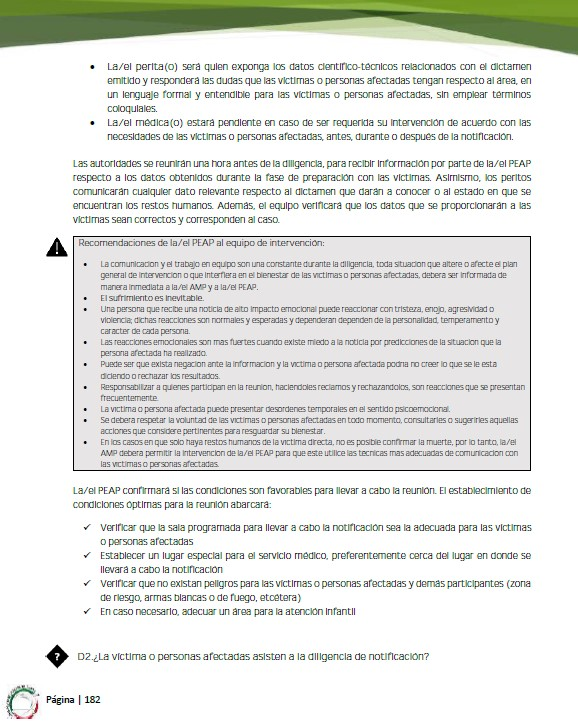 • La/el perita(o) será quien exponga los datos científico-técnicos relacionados con el dictamen
emitido y responderá las dudas que las víctimas o personas afectadas tengan respecto al área, en
un lenguaje formal y entendible para las víctimas o personas afectadas, sin emplear términos
coloquiales.
• La/el médica(o) estará pendiente en caso de ser requerida su intervención de acuerdo con las
necesidades de las víctimas o personas afectadas, antes, durante o después de la notificación.
Las autoridades se reunirán una hora antes de la diligencia, para recibir información por parte de la/el PEAP
respecto a los datos obtenidos durante la fase de preparación con las víctimas. Asimismo, los peritos
comunicarán cualquier dato relevante respecto al dictamen que darán a conocer o al estado en que se
encuentran los restos humanos. Además, el equipo verificará que los datos que se proporcionarán a las
víctimas sean correctos y corresponden al caso.
Recomendaciones de la/el PEAP al equipo de intervención:
• La comunicación y el trabajo en equipo son una constante durante la diligencia, toda situación que altere o afecte el plan
general de intervención o que interfiera en el bienestar de las víctimas o personas afectadas, deberá ser informada de
manera inmediata a la/el AMP y a la/el PEAP.
• El sufrimiento es inevitable.
• Una persona que recibe una noticia de alto impacto emocional puede reaccionar con tristeza, enojo, agresividad o
violencia; dichas reacciones son normales y esperadas y dependerán dependen de la personalidad, temperamento y
carácter de cada persona.
• Las reacciones emocionales son mas fuertes cuando existe miedo a la noticia por predicciones de la situación que la
persona afectada ha realizado.
• Puede ser que exista negación ante la información y la víctima o persona afectada podría no creer lo que se le está
diciendo o rechazar los resultados.
• Responsabilizar a quienes participan en la reunión, haciéndoles reclamos y rechazándolos, son reacciones que se presentan
frecuentemente.
• La víctima o persona afectada puede presentar desórdenes temporales en el sentido psicoemocional.
• Se deberá respetar la voluntad de las víctimas o personas afectadas en todo momento, consultarles o sugerirles aquellas
acciones que considere pertinentes para resguardar su bienestar.
• En los casos en que solo haya restos humanos de la víctima directa, no es posible confirmar la muerte, por lo tanto, la/el
AMP deberá permitir la intervención de la/el PEAP para que este utilice las técnicas mas adecuadas de comunicación con
las víctimas o personas afectadas.
La/el PEAP confirmará si las condiciones son favorables para llevar a cabo la reunión. El establecimiento de
condiciones óptimas para la reunión abarcará:
✓ Verificar que la sala programada para llevar a cabo la notificación sea la adecuada para las víctimas
o personas afectadas
✓ Establecer un lugar especial para el servicio médico, preferentemente cerca del lugar en donde se
llevará a cabo la notificación
✓ Verificar que no existan peligros para las víctimas o personas afectadas y demás participantes (zona
de riesgo, armas blancas o de fuego, etcétera)
✓ En caso necesario, adecuar un área para la atención infantil
? D2.¿La víctima o personas afectadas asisten a la diligencia de notificación?
Página | 182